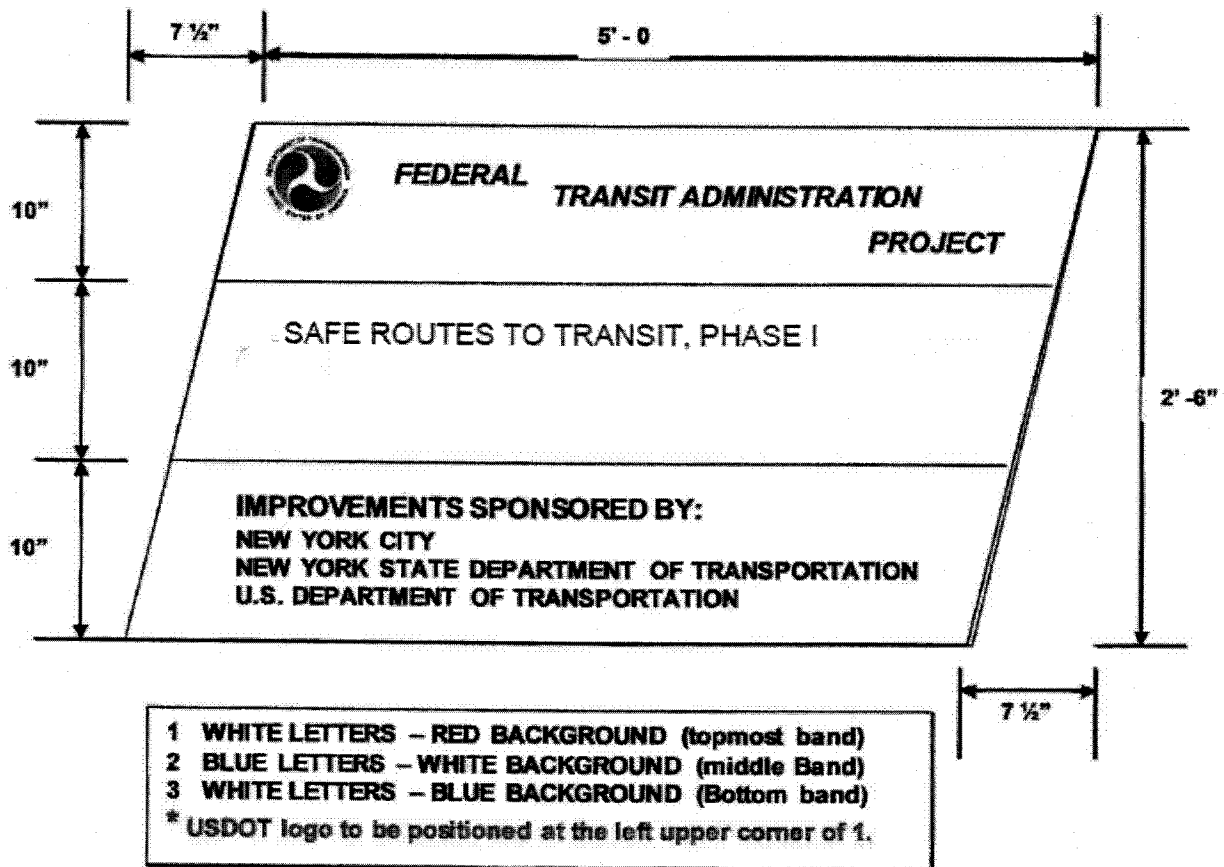 7 ½"
5' - 0
10"
FEDERAL
TRANSIT ADMINISTRATION
PROJECT
10"
SAFE ROUTES TO TRANSIT, PHASE I
2' -6"
10"
IMPROVEMENTS SPONSORED BY:
NEW YORK CITY
NEW YORK STATE DEPARTMENT OF TRANSPORTATION
U.S. DEPARTMENT OF TRANSPORTATION
7 ½"
1 WHITE LETTERS – RED BACKGROUND (topmost band)
2 BLUE LETTERS – WHITE BACKGROUND (middle Band)
3 WHITE LETTERS – BLUE BACKGROUND (Bottom band)
* USDOT logo to be positioned at the left upper corner of 1.